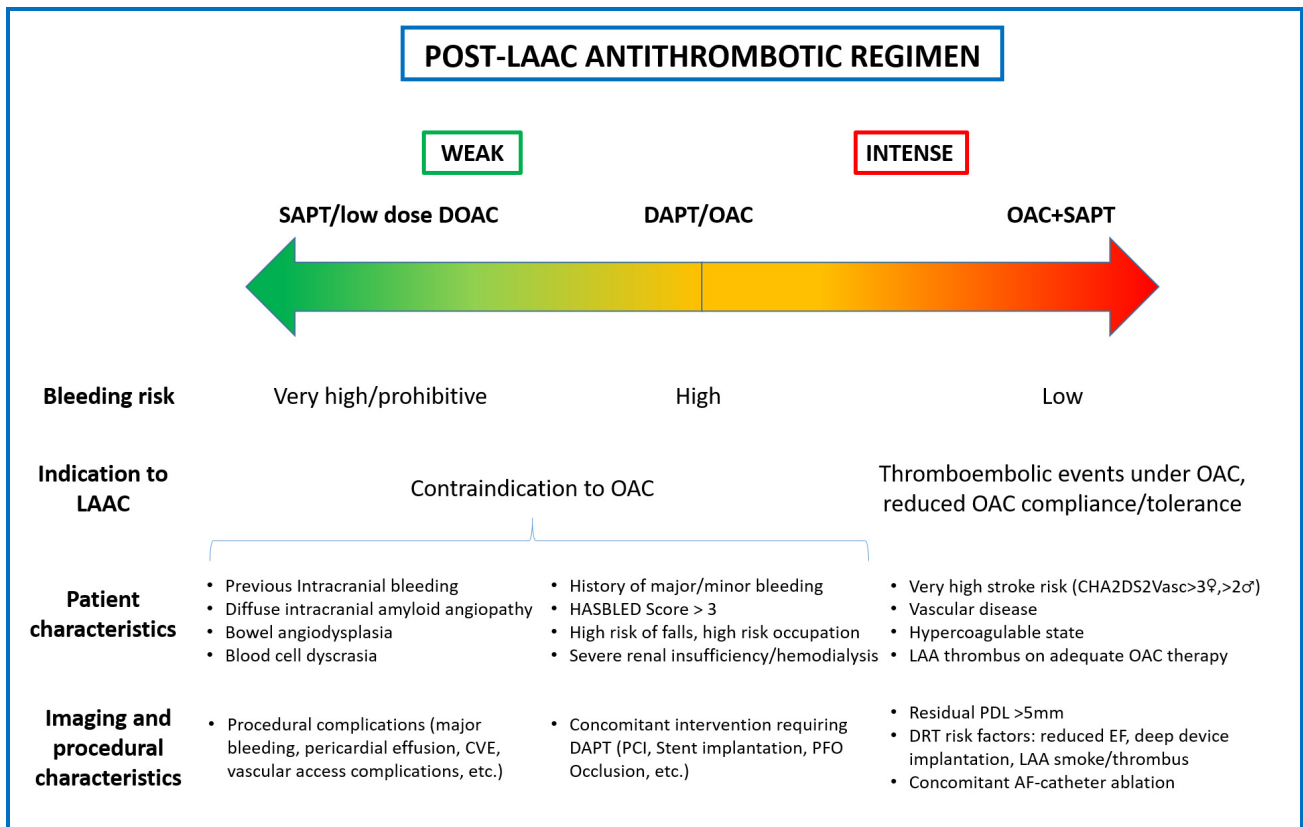 POST-LAAC ANTITHROMBOTIC REGIMEN
WEAK
INTENSE
SAPT/low dose DOAC
DAPT/OAC
OAC+SAPT
Bleeding risk
Very high/prohibitive
High
Low
Indication to
LAAC
Contraindication to OAC
Thromboembolic events under OAC,
reduced OAC compliance/tolerance
Patient
characteristics
• Previous Intracranial bleeding
• Diffuse intracranial amyloid angiopathy
• Bowel angiodysplasia
• Blood cell dyscrasia
• History of major/minor bleeding
• HASBLED Score > 3
• High risk of falls, high risk occupation
• Severe renal insufficiency/hemodialysis
• Very high stroke risk (CHA2DS2Vasc>3♀,>2♂)
• Vascular disease
• Hypercoagulable state
• LAA thrombus on adequate OAC therapy
Imaging and
procedural
characteristics
• Procedural complications (major
bleeding, pericardial effusion, CVE,
vascular access complications, etc.)
• Concomitant intervention requiring
DAPT (PCI, Stent implantation, PFO
Occlusion, etc.)
• Residual PDL >5mm
• DRT risk factors: reduced EF, deep device
implantation, LAA smoke/thrombus
• Concomitant AF-catheter ablation